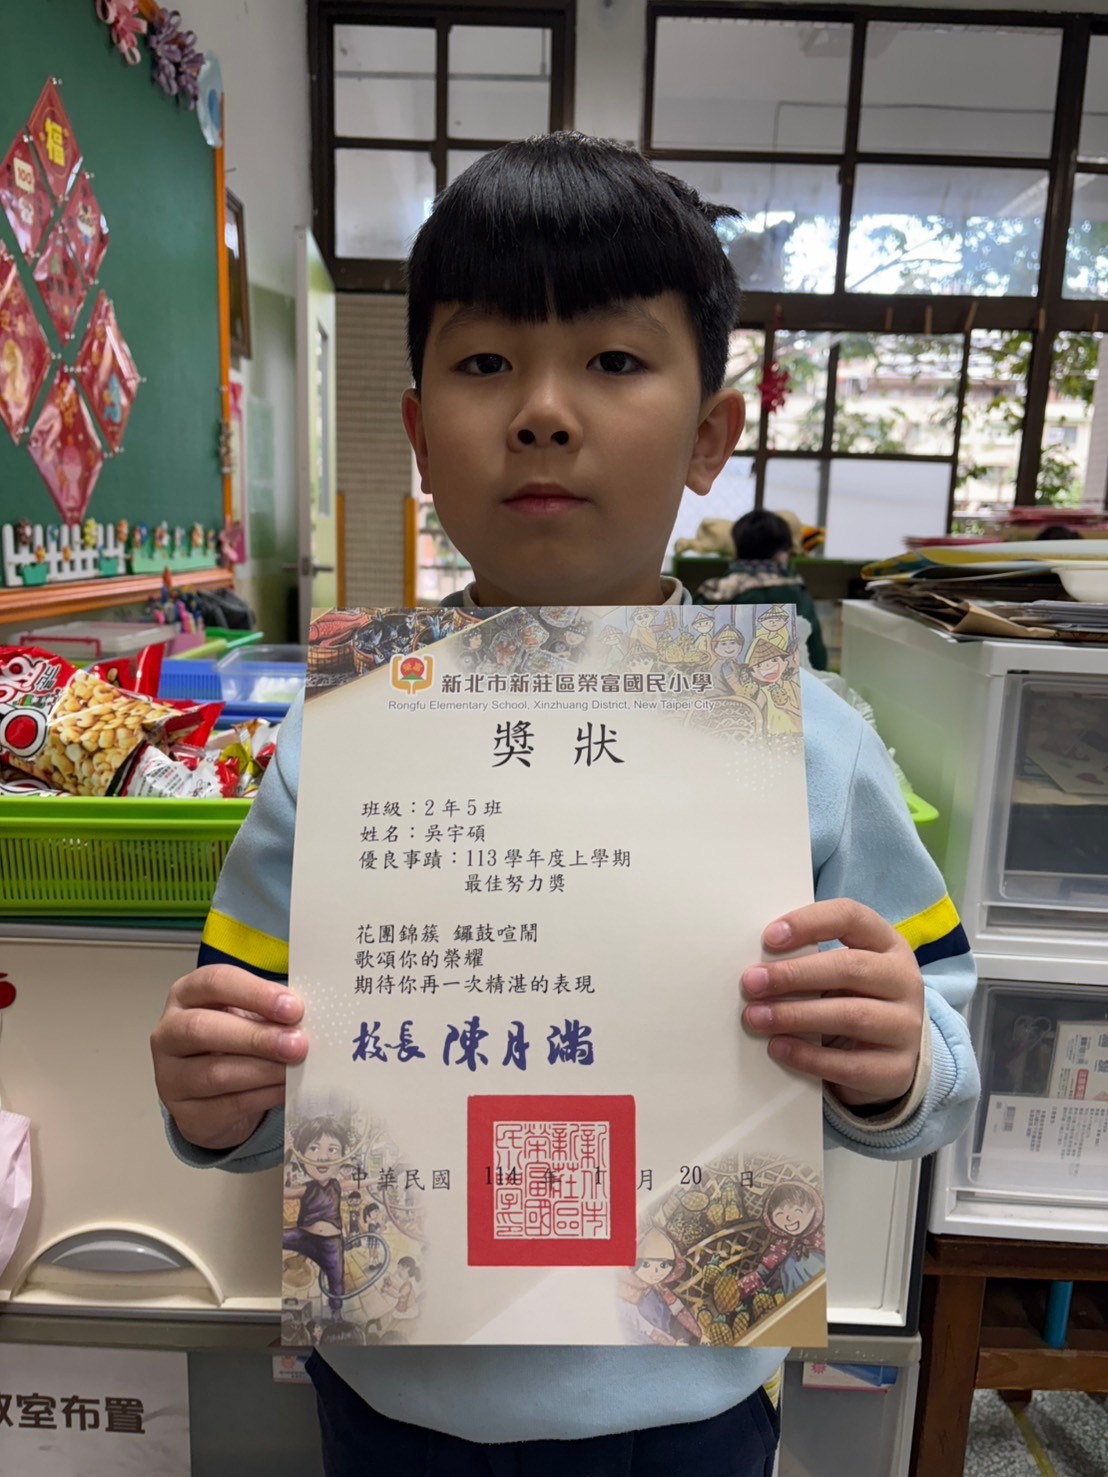 福
新北市新莊區榮富國民小學
Rongfu Elementary School, Xinzhuang District, New Taipei City
獎 狀
班級：2 年 5 班
姓名：吳宇碩
優良事蹟：113 學年度上學期
最佳努力獎
花團錦簇 鑼鼓喧鬧
歌頌你的榮耀
期待你再一次精湛的表現
校長 陳月滿
中華民國 114 年 1 月 20 日
新北市新莊區榮富國民小學印
室布置